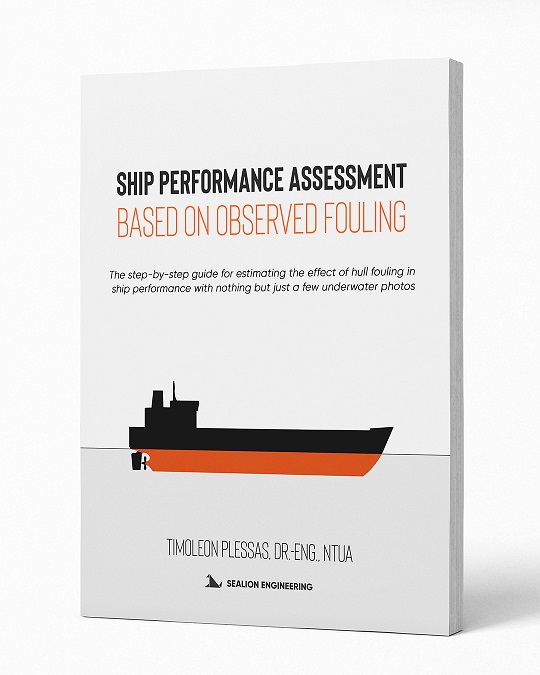 SHIP PERFORMANCE ASSESSMENT
BASED ON OBSERVED FOULING
The step-by-step guide for estimating the effect of hull fouling in
ship performance with nothing but just a few underwater photos
TIMOLEON PLESSAS, DR.-ENG., NTUA
SEALION ENGINEERING